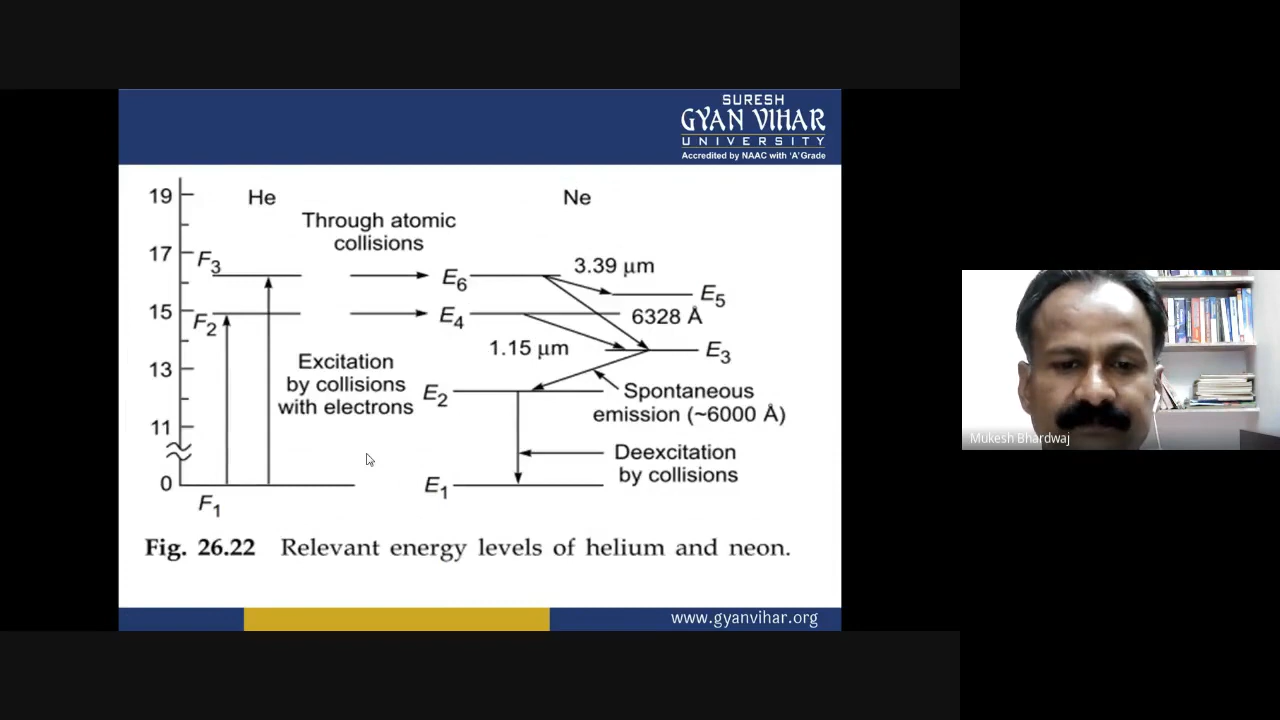 SURESH
GYAN VIHAR
UNIVERSITY
Accredited by NAAC with 'A' Grade
19
He
Ne
Through atomic
collisions
17
F3
3.39 μm
E6
E5
15
F2
E4
6328 Å
1.15 μm
E3
13
Excitation
by collisions
with electrons
E2
Spontaneous
emission (~6000 Å)
11
Deexcitation
by collisions
0
F1
E1
Fig. 26.22 Relevant energy levels of helium and neon.
www.gyanvihar.org
Mukesh Bhardwaj